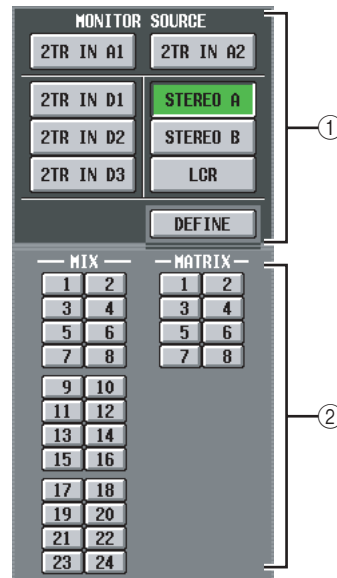 MONITOR SOURCE
2TR IN A1 2TR IN A2
2TR IN D1 STEREO A
2TR IN D2 STEREO B
2TR IN D3 LCR
DEFINE
1
MIX MATRIX
1 2 1 2
3 4 3 4
5 6 5 6
7 8 7 8
9 10
11 12
13 14
15 16
2
17 18
19 20
21 22
23 24